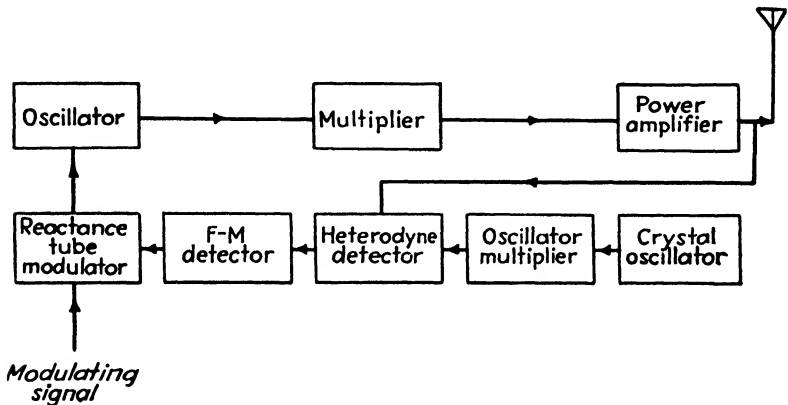 Oscillator
Multiplier
Power
amplifier
Reactance
tube
modulator
F-M
detector
Heterodyne
detector
Oscillator
multiplier
Crystal
oscillator
Modulating
signal